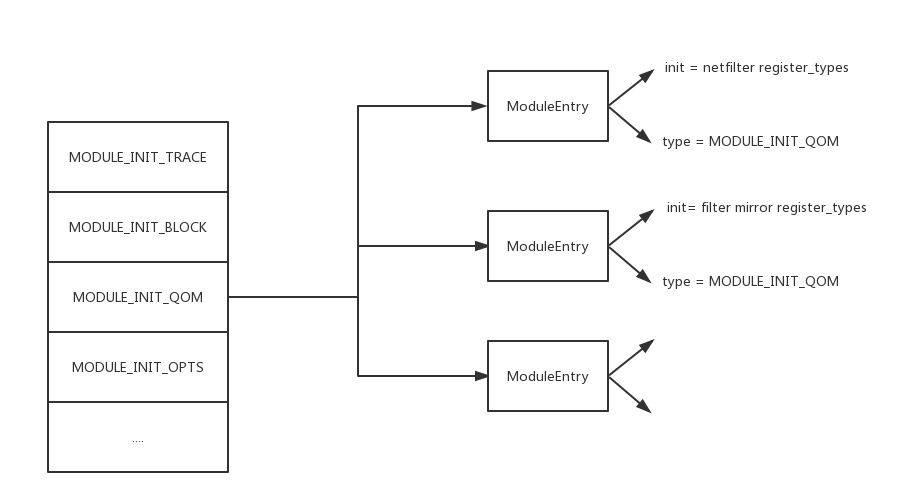 MODULE_INIT_TRACE
MODULE_INIT_BLOCK
MODULE_INIT_QOM
MODULE_INIT_OPTS
....
ModuleEntry
init = netfilter register_types
type = MODULE_INIT_QOM
ModuleEntry
init= filter mirror register_types
type = MODULE_INIT_QOM
ModuleEntry